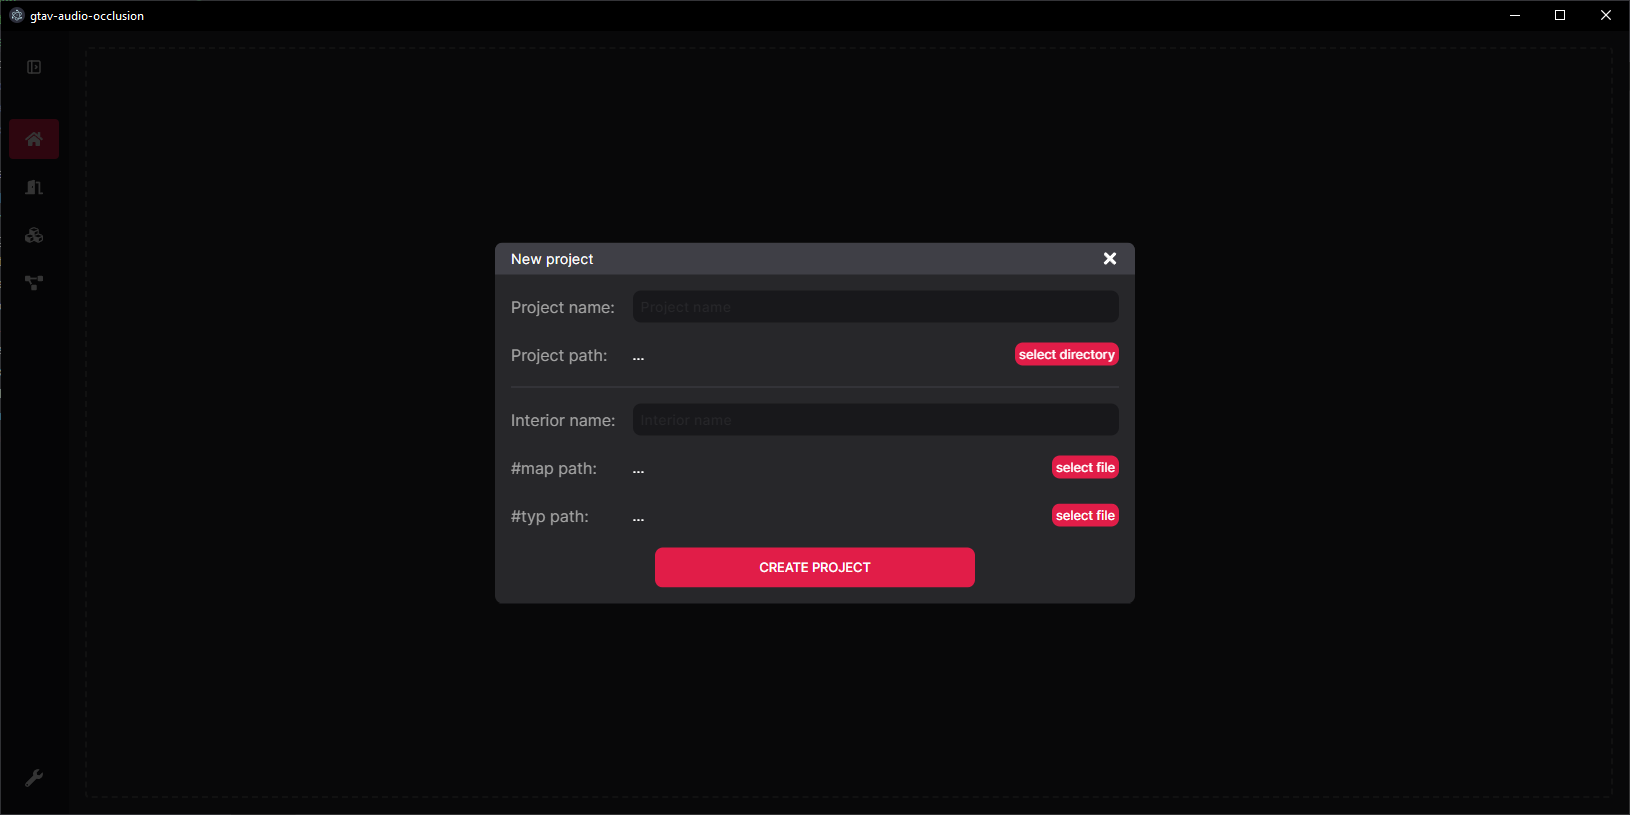 gtav-audio-occlusion
New project
Project name: Project name
Project path: ... select directory
Interior name: Interior name
#map path: ... select file
#typ path: ... select file
CREATE PROJECT